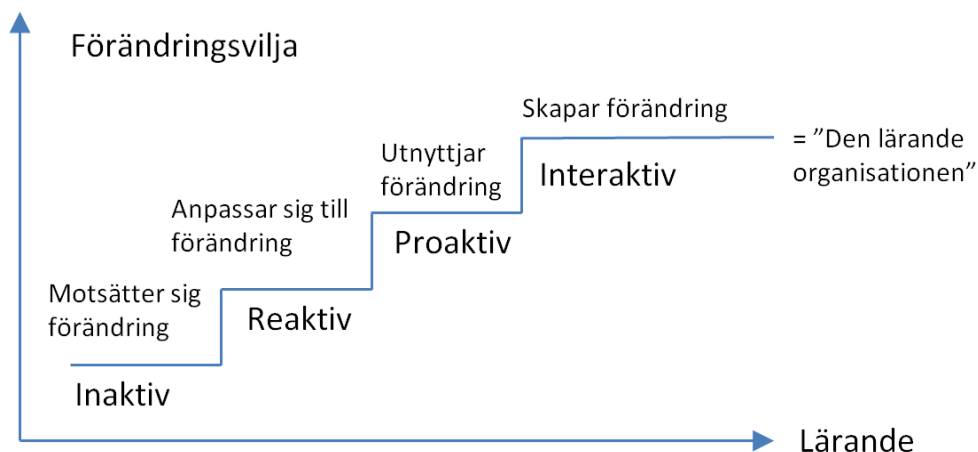 Förändringsvilja
Skapar förändring
= ”Den lärande
organisationen”
Utnyttjar
förändring
Interaktiv
Anpassar sig till
förändring
Proaktiv
Motsätter sig
förändring
Reaktiv
Inaktiv
Lärande